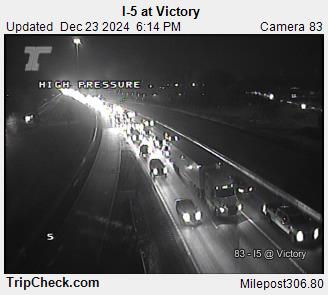 I-5 at Victory
Updated Dec 23 2024 6:14 PM Camera 83
T
HIGH PRESSURE
S
83 - I5 @ Victory
TripCheck.com Milepost306.80